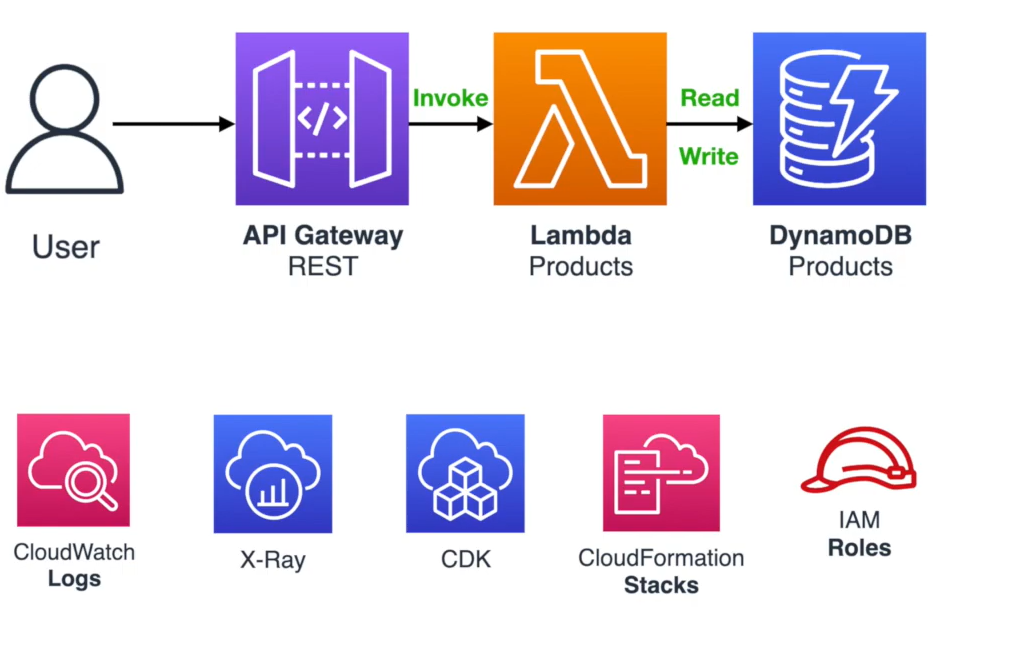 Invoke
Read
Write
User
API Gateway
REST
Lambda
Products
DynamoDB
Products
CloudWatch
Logs
X-Ray
CDK
CloudFormation
Stacks
IAM
Roles